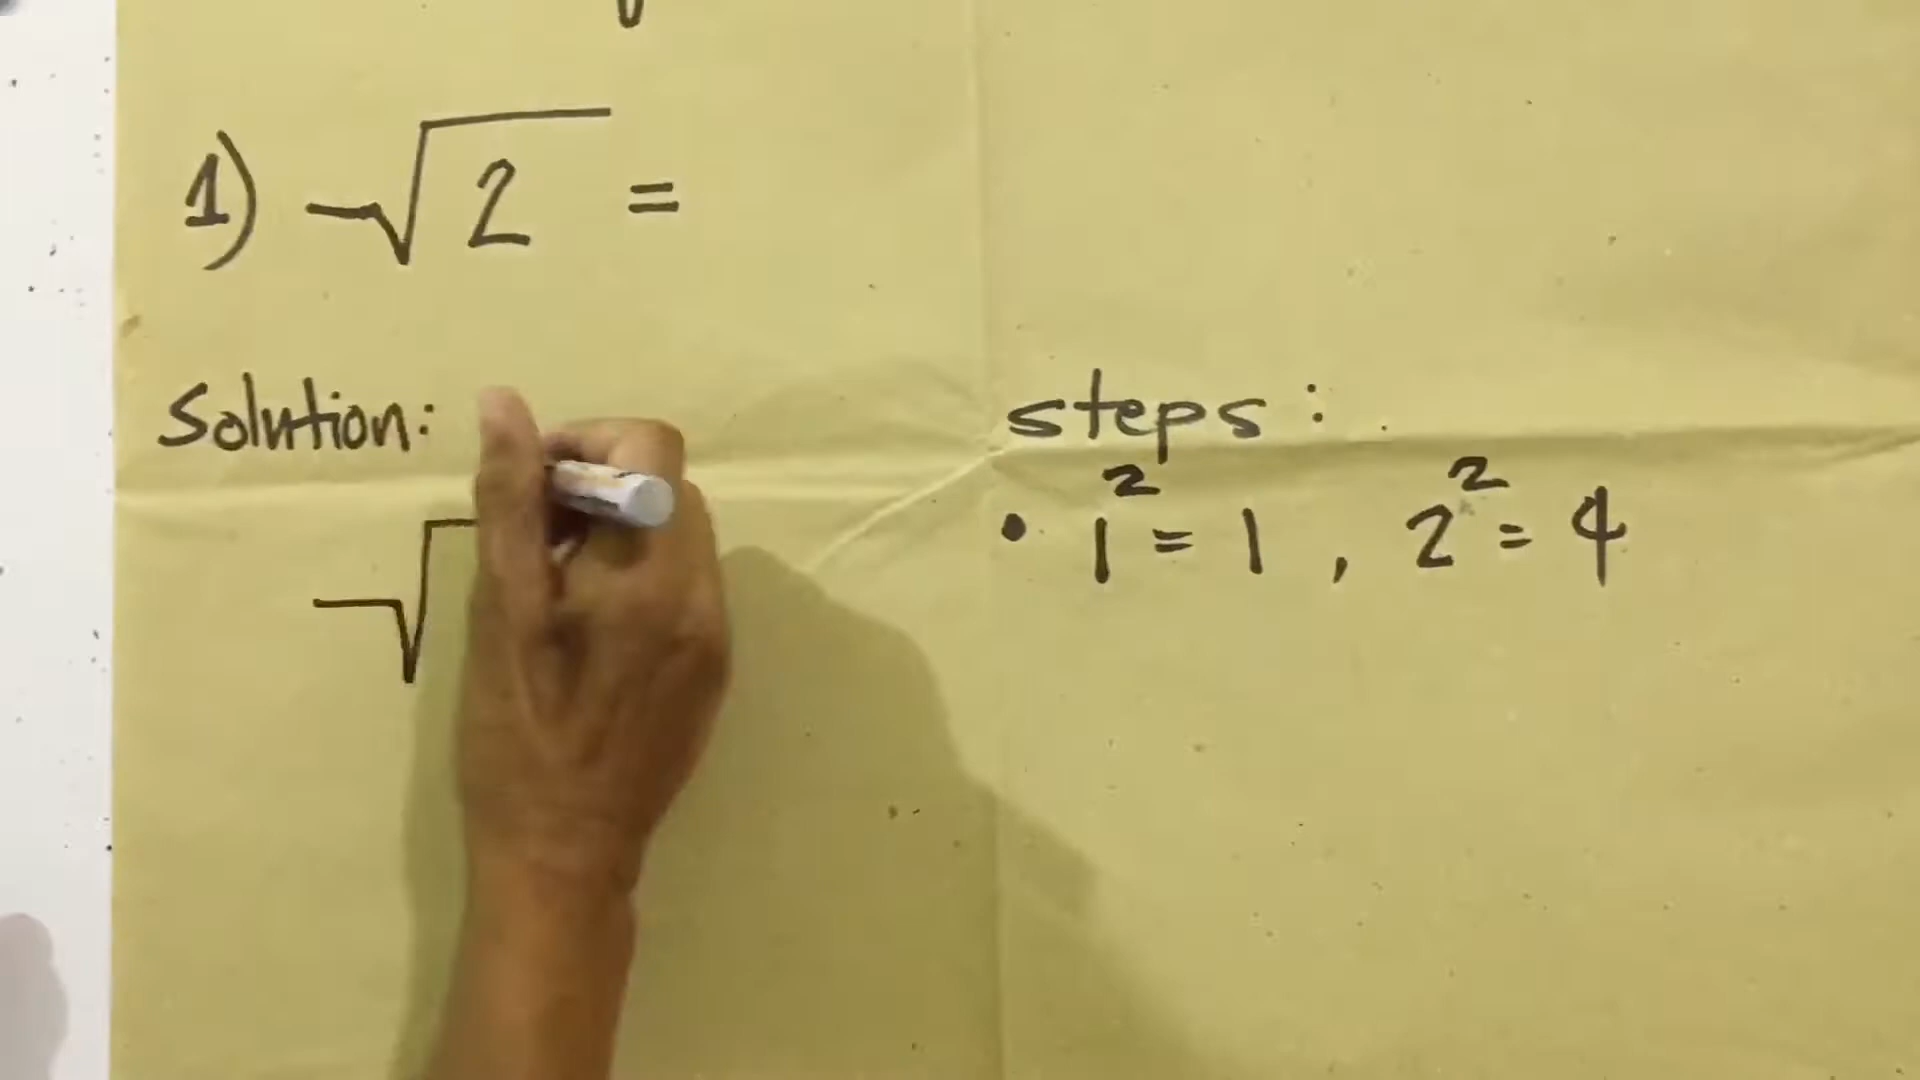 1) √2 =
Solution:
√
steps:
• 1² = 1 , 2² = 4